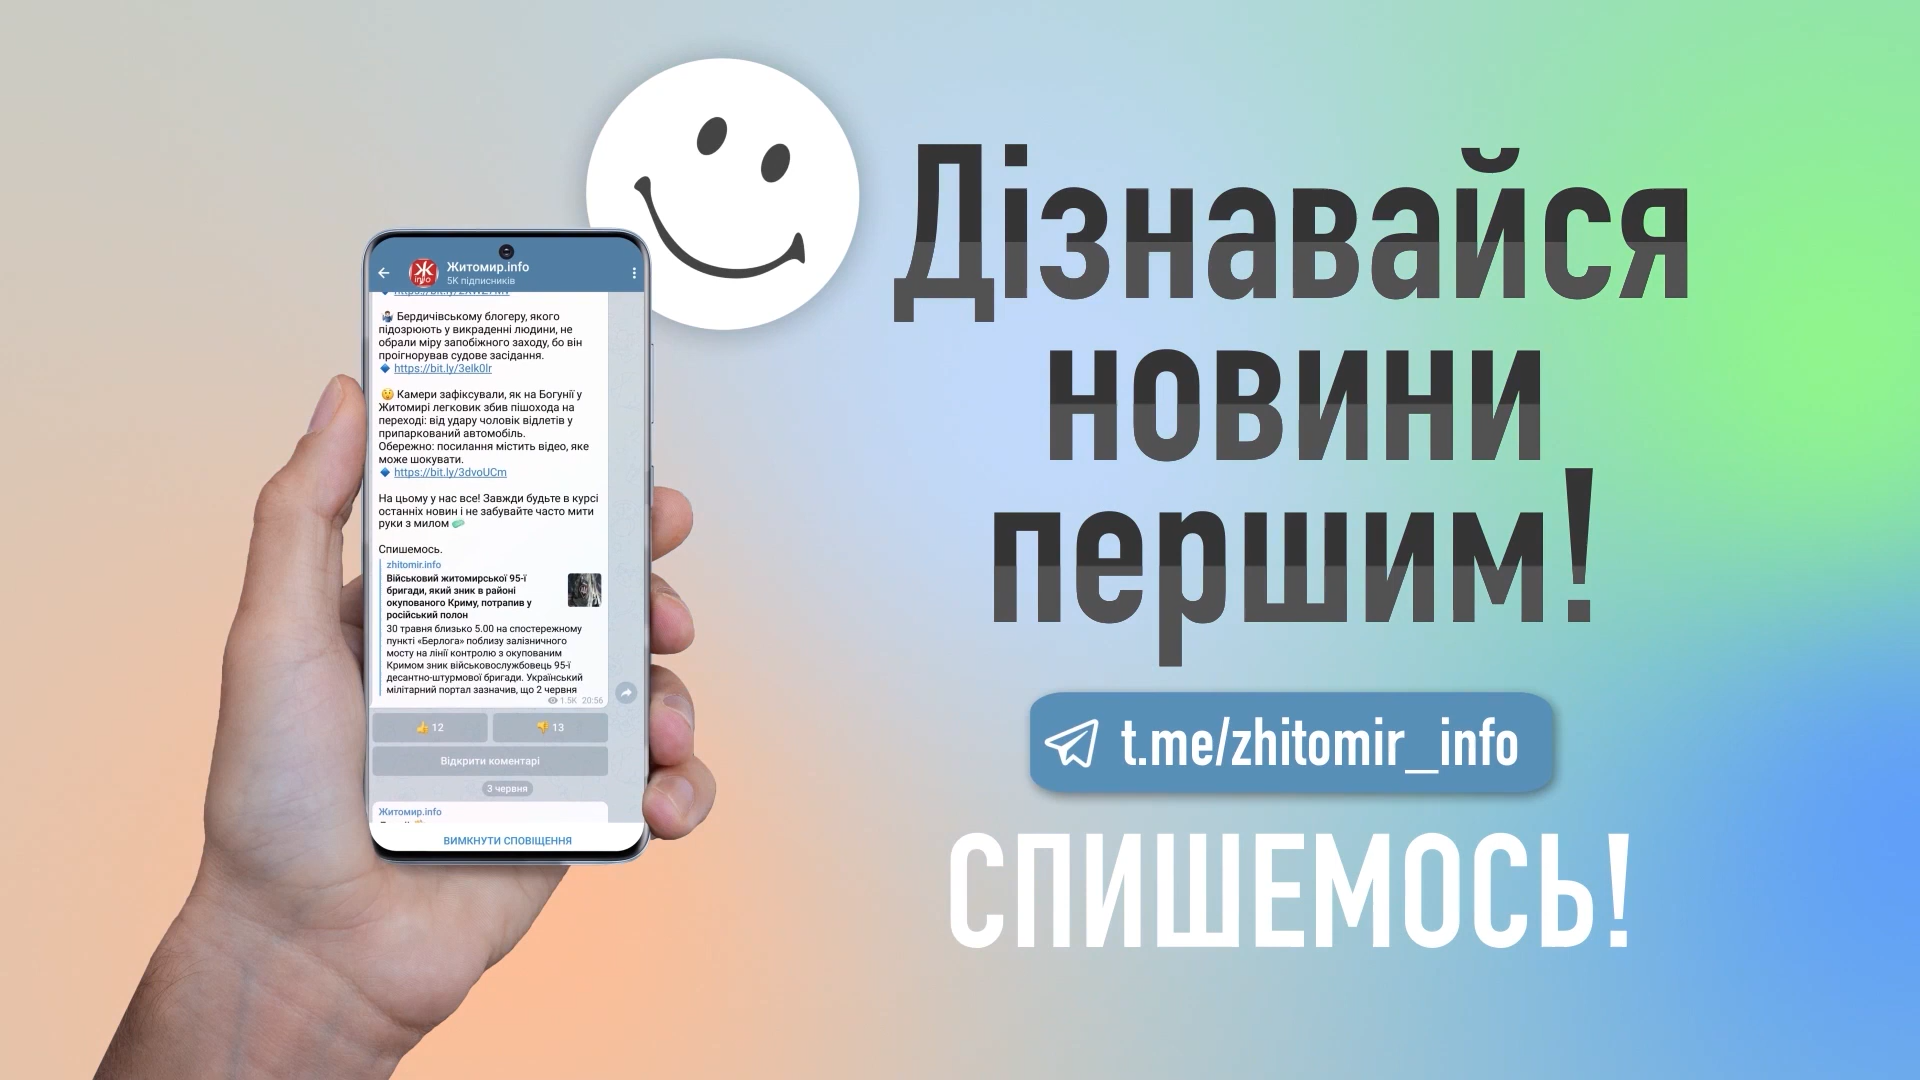 Житомир.info
5K підписників
Бердичівському блогеру, якого
підозрюють у викраденні людини, не
обрали міру запобіжного заходу, бо він
проігнорував судове засідання.
https://bit.ly/3elk0lr
Камери зафіксували, як на Богунії у
Житомирі легковик збив пішохода на
переході: від удару чоловік відлетів у
припаркований автомобіль.
Обережно: посилання містить відео, яке
може шокувати.
https://bit.ly/3dvoUCm
На цьому у нас все! Завжди будьте в курсі
останніх новин і не забувайте часто мити
руки з милом
Спишемось.
zhitomir.info
Військовий житомирської 95-ї
бригади, який зник в районі
окупованого Криму, потрапив у
російський полон
30 травня близько 5.00 на спостережному
пункті «Берлога» поблизу залізничного
мосту на лінії контролю з окупованим
Кримом зник військовослужбовець 95-ї
десантно-штурмової бригади. Український
мілітарний портал зазначив, що 2 червня
1.5K 20:56
12 13
Відкрити коментарі
3 червня
Житомир.info
ВИМКНУТИ СПОВІЩЕННЯ
Дізнавайся
новини
першим!
t.me/zhitomir_info
СПИШЕМОСЬ!